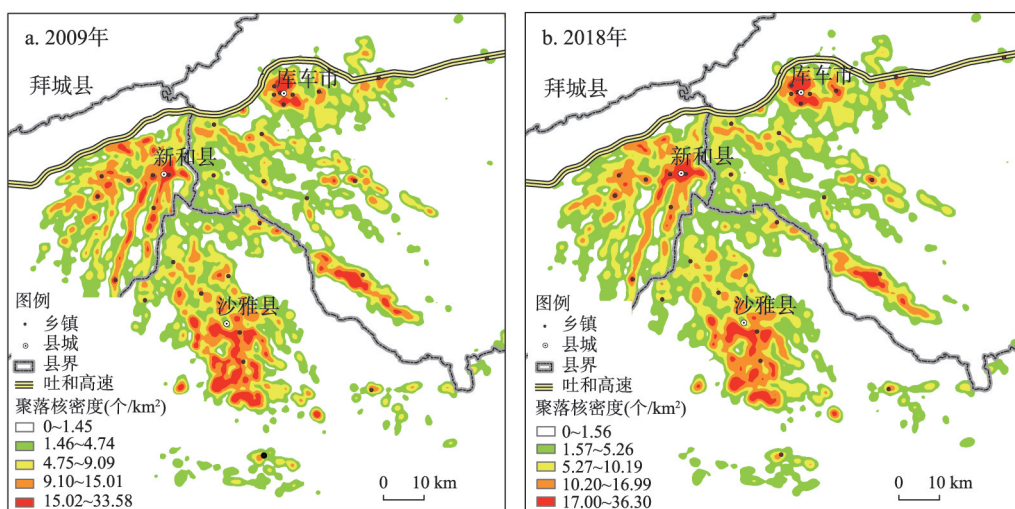 a. 2009年
拜城县
库车市
新和县
沙雅县
图例
乡镇
县城
县界
吐和高速
聚落核密度(个/km²)
0~1.45
1.46~4.74
4.75~9.09
9.10~15.01
15.02~33.58
0 10 km
b. 2018年
拜城县
库车市
新和县
沙雅县
图例
乡镇
县城
县界
吐和高速
聚落核密度(个/km²)
0~1.56
1.57~5.26
5.27~10.19
10.20~16.99
17.00~36.30
0 10 km